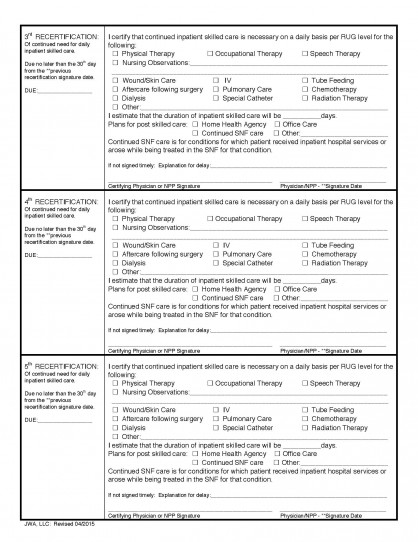 3rd RECERTIFICATION:
Of continued need for daily
inpatient skilled care.
Due no later than the 30th day
from the **previous
recertification signature date.
DUE:
I certify that continued inpatient skilled care is necessary on a daily basis per RUG level for the
following:
☐ Physical Therapy ☐ Occupational Therapy ☐ Speech Therapy
☐ Nursing Observations:
☐ Wound/Skin Care ☐ IV ☐ Tube Feeding
☐ Aftercare following surgery ☐ Pulmonary Care ☐ Chemotherapy
☐ Dialysis ☐ Special Catheter ☐ Radiation Therapy
☐ Other:
I estimate that the duration of inpatient skilled care will be __________days.
Plans for post skilled care: ☐ Home Health Agency ☐ Office Care
☐ Continued SNF care ☐ Other:
Continued SNF care is for conditions for which patient received inpatient hospital services or
arose while being treated in the SNF for that condition.
If not signed timely: Explanation for delay:
Certifying Physician or NPP Signature Physician/NPP - **Signature Date
4th RECERTIFICATION:
Of continued need for daily
inpatient skilled care.
Due no later than the 30th day
from the **previous
recertification signature date.
DUE:
I certify that continued inpatient skilled care is necessary on a daily basis per RUG level for the
following:
☐ Physical Therapy ☐ Occupational Therapy ☐ Speech Therapy
☐ Nursing Observations:
☐ Wound/Skin Care ☐ IV ☐ Tube Feeding
☐ Aftercare following surgery ☐ Pulmonary Care ☐ Chemotherapy
☐ Dialysis ☐ Special Catheter ☐ Radiation Therapy
☐ Other:
I estimate that the duration of inpatient skilled care will be __________days.
Plans for post skilled care: ☐ Home Health Agency ☐ Office Care
☐ Continued SNF care ☐ Other:
Continued SNF care is for conditions for which patient received inpatient hospital services or
arose while being treated in the SNF for that condition.
If not signed timely: Explanation for delay:
Certifying Physician or NPP Signature Physician/NPP - **Signature Date
5th RECERTIFICATION:
Of continued need for daily
inpatient skilled care.
Due no later than the 30th day
from the **previous
recertification signature date.
DUE:
I certify that continued inpatient skilled care is necessary on a daily basis per RUG level for the
following:
☐ Physical Therapy ☐ Occupational Therapy ☐ Speech Therapy
☐ Nursing Observations:
☐ Wound/Skin Care ☐ IV ☐ Tube Feeding
☐ Aftercare following surgery ☐ Pulmonary Care ☐ Chemotherapy
☐ Dialysis ☐ Special Catheter ☐ Radiation Therapy
☐ Other:
I estimate that the duration of inpatient skilled care will be __________days.
Plans for post skilled care: ☐ Home Health Agency ☐ Office Care
☐ Continued SNF care ☐ Other:
Continued SNF care is for conditions for which patient received inpatient hospital services or
arose while being treated in the SNF for that condition.
If not signed timely: Explanation for delay:
Certifying Physician or NPP Signature Physician/NPP - **Signature Date
JWA, LLC: Revised 04/2015